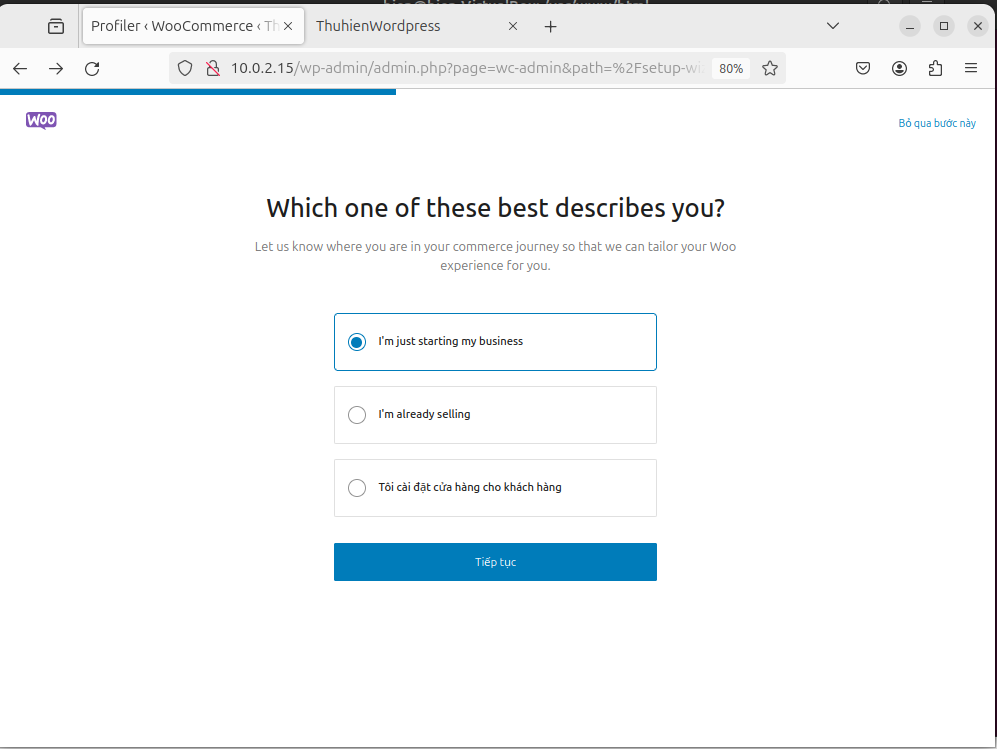 Profiler ‹ WooCommerce ‹ Th
ThuhienWordpress
10.0.2.15/wp-admin/admin.php?page=wc-admin&path=%2Fsetup-wi
80%
WOO
Bỏ qua bước này
Which one of these best describes you?
Let us know where you are in your commerce journey so that we can tailor your Woo
experience for you.
I'm just starting my business
I'm already selling
Tôi cài đặt cửa hàng cho khách hàng
Tiếp tục